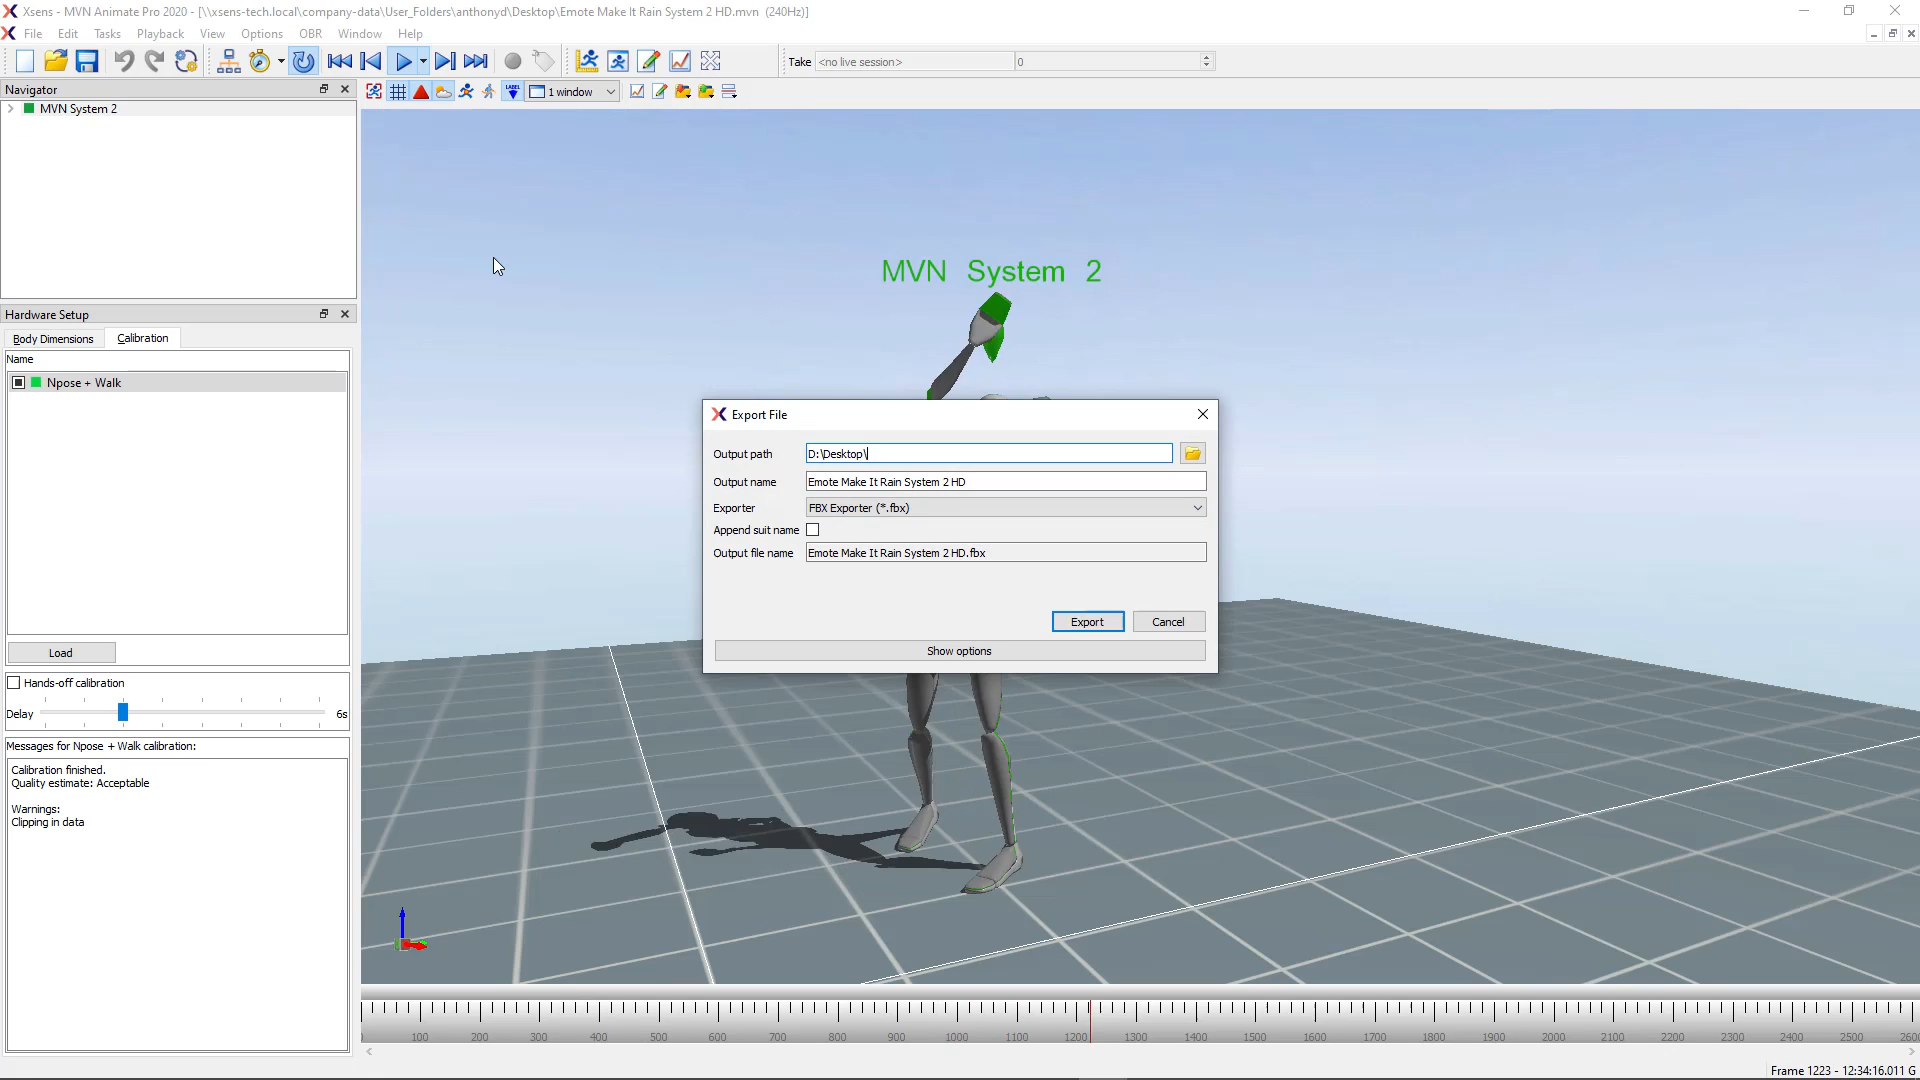 Xsens - MVN Animate Pro 2020 - [\\xsens-tech.local\company-data\User_Folders\anthonyd\Desktop\Emote Make It Rain System 2 HD.mvn (240Hz)]
File Edit Tasks Playback View Options OBR Window Help
Take <no live session> 0
Navigator
LABEL 1 window
MVN System 2
MVN System 2
Hardware Setup
Body Dimensions Calibration
Name
Npose + Walk
Export File
Output path D:\Desktop\
Output name Emote Make It Rain System 2 HD
Exporter FBX Exporter (*.fbx)
Append suit name
Output file name Emote Make It Rain System 2 HD.fbx
Export Cancel
Show options
Load
Hands-off calibration
Delay 6s
Messages for Npose + Walk calibration:
Calibration finished.
Quality estimate: Acceptable
Warnings:
Clipping in data
100 200 300 400 500 600 700 800 900 1000 1100 1200 1300 1400 1500 1600 1700 1800 1900 2000 2100 2200 2300 2400 2500 260
Frame 1223 - 12:34:16.011 G